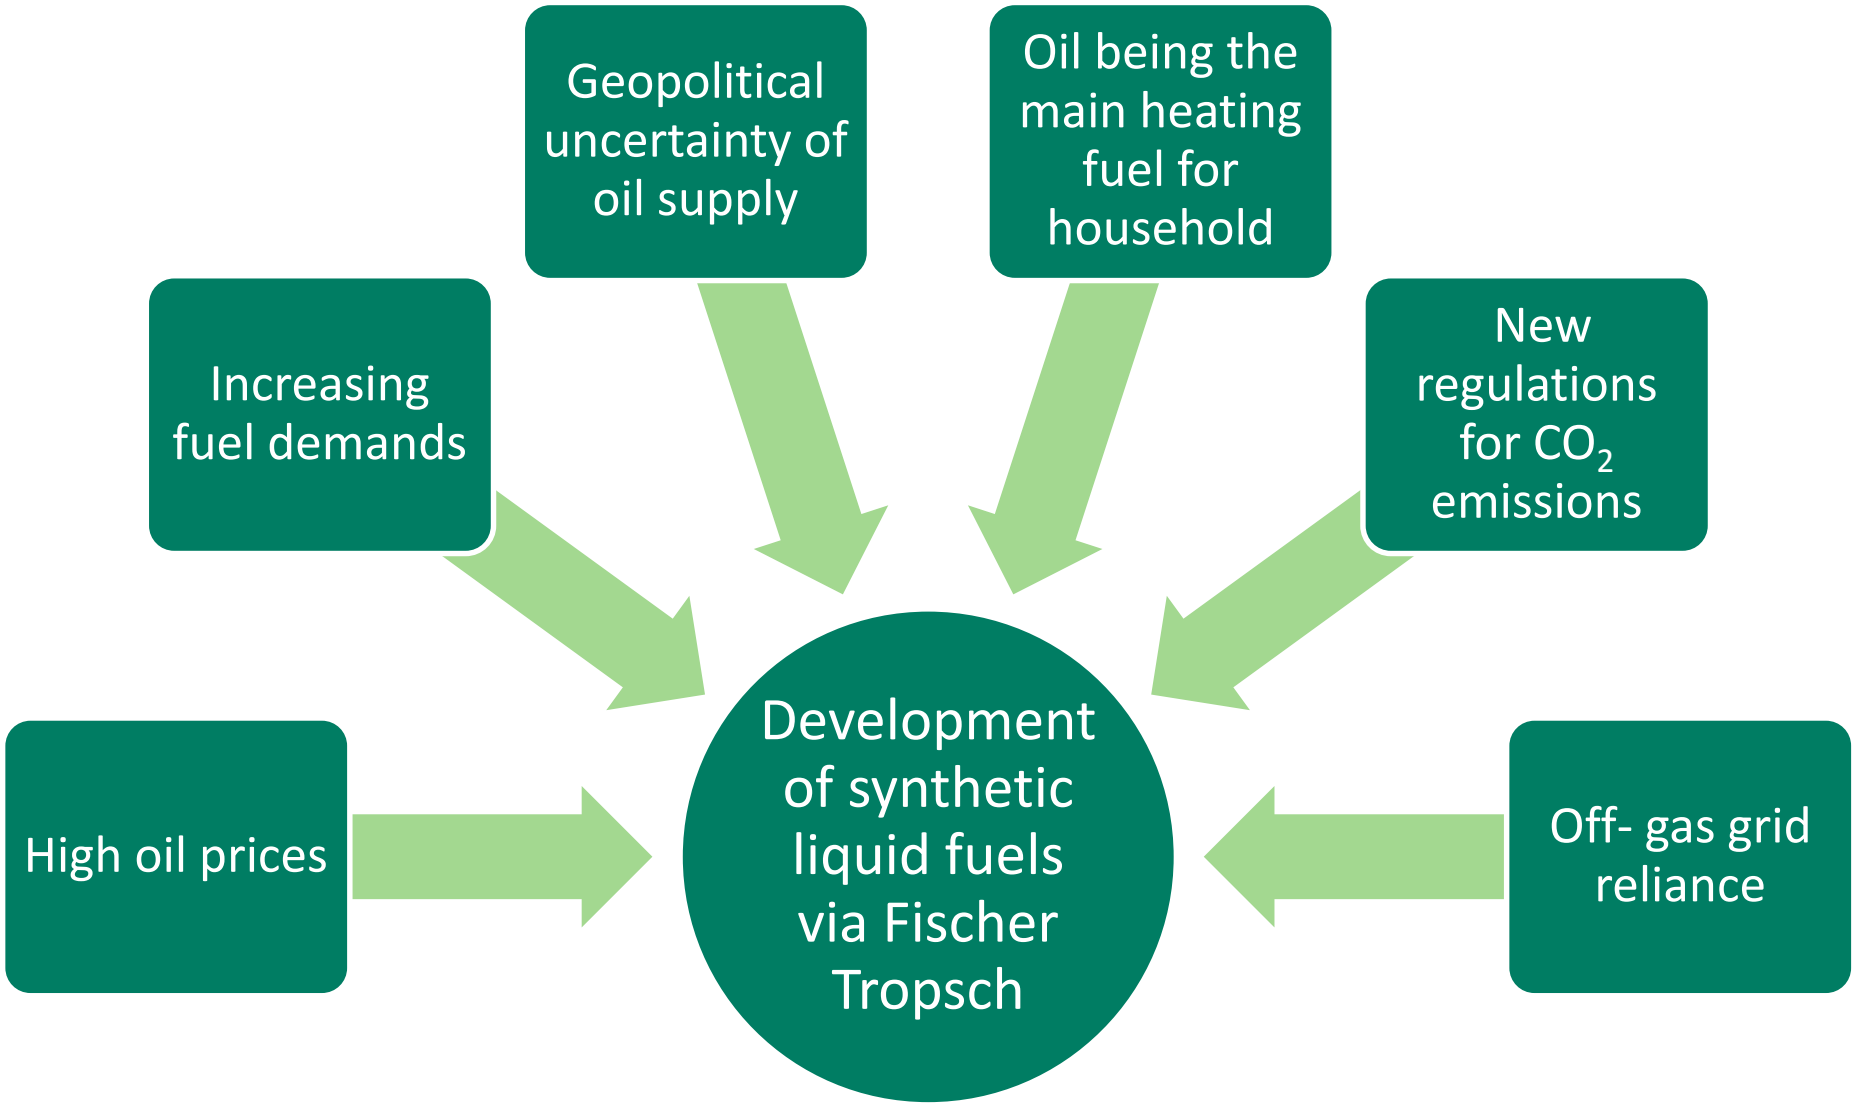 Geopolitical
uncertainty of
oil supply
Oil being the
main heating
fuel for
household
Increasing
fuel demands
New
regulations
for CO₂
emissions
High oil prices
Development
of synthetic
liquid fuels
via Fischer
Tropsch
Off- gas grid
reliance